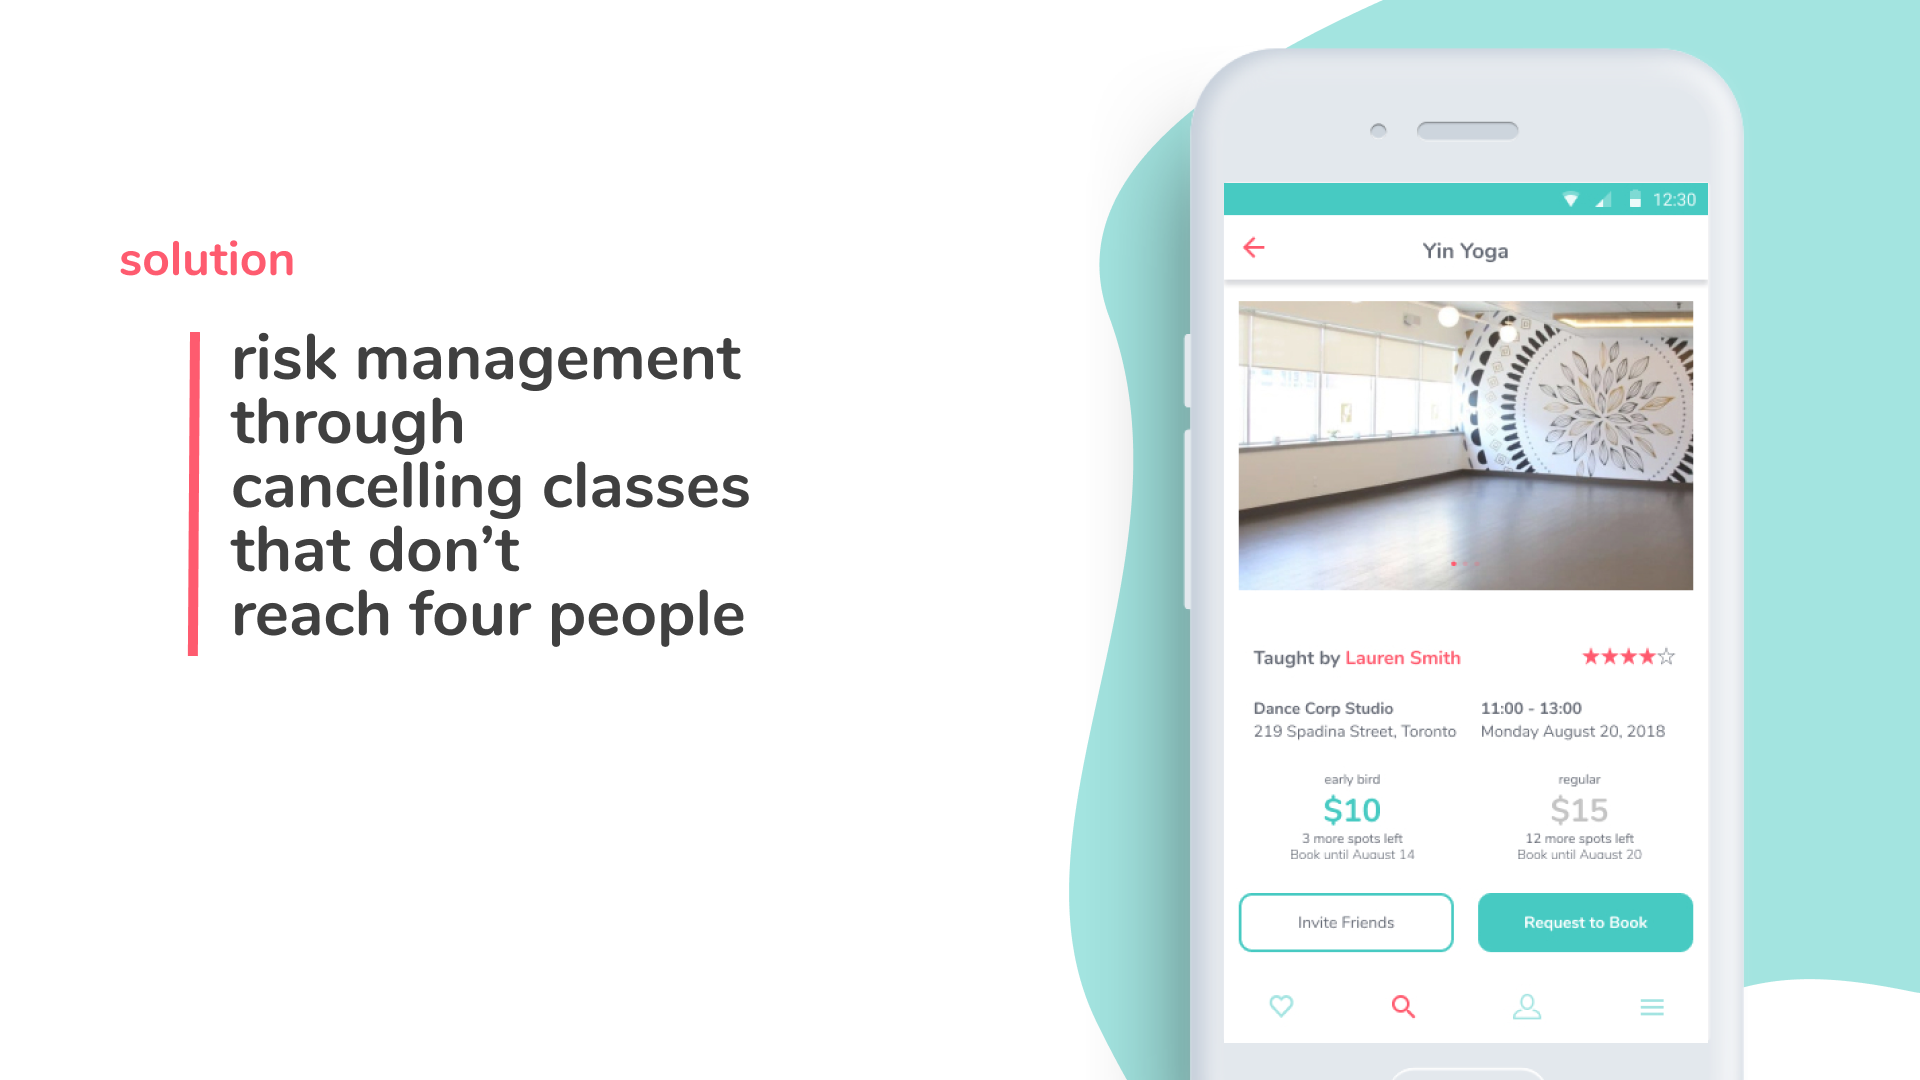 solution
risk management
through
cancelling classes
that don’t
reach four people
12:30
Yin Yoga
Taught by Lauren Smith
Dance Corp Studio
219 Spadina Street, Toronto
11:00 - 13:00
Monday August 20, 2018
early bird
$10
3 more spots left
Book until August 14
regular
$15
12 more spots left
Book until August 20
Invite Friends
Request to Book